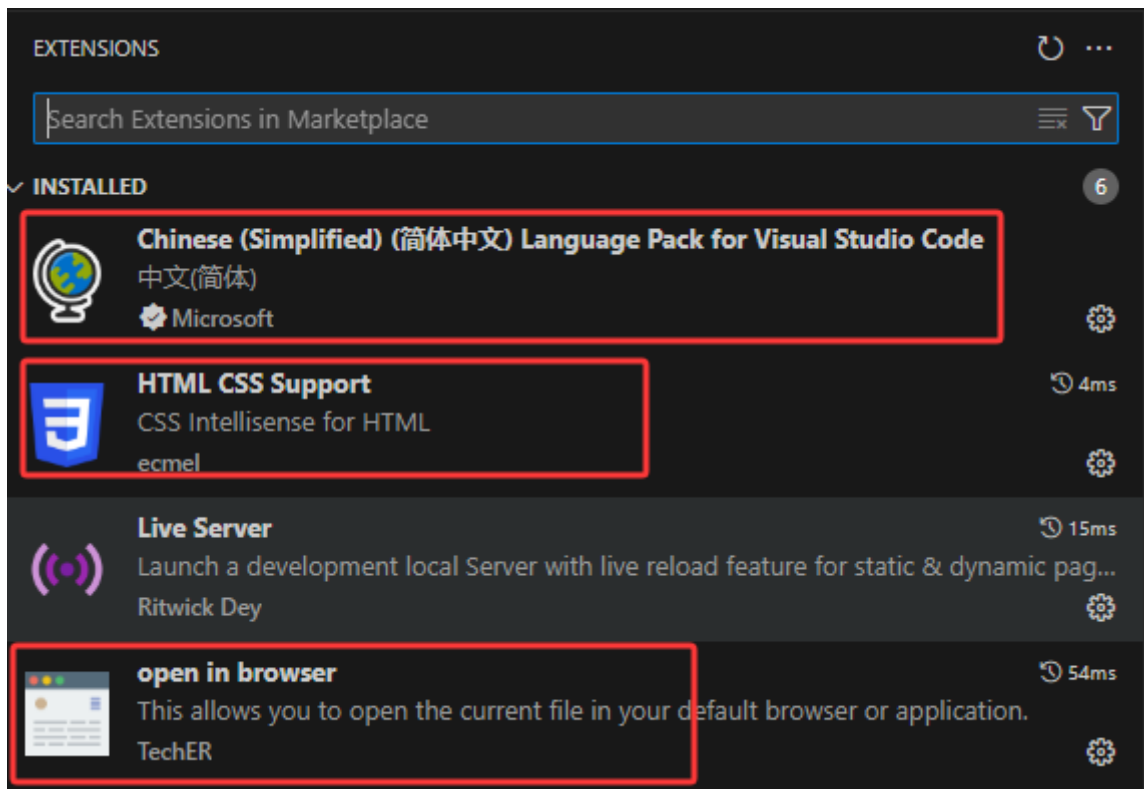 EXTENSIONS
Search Extensions in Marketplace
INSTALLED 6
Chinese (Simplified) (简体中文) Language Pack for Visual Studio Code
中文(简体)
Microsoft
HTML CSS Support 4ms
CSS Intellisense for HTML
ecmel
Live Server 15ms
Launch a development local Server with live reload feature for static & dynamic pag...
Ritwick Dey
open in browser 54ms
This allows you to open the current file in your default browser or application.
TechER